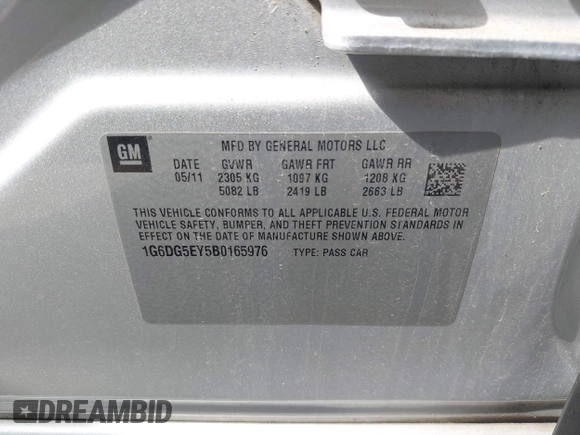 GM
MFD BY GENERAL MOTORS LLC
DATE GVWR GAWR FRT GAWR RR
05/11 2305 KG 1097 KG 1208 KG
5082 LB 2419 LB 2663 LB
THIS VEHICLE CONFORMS TO ALL APPLICABLE U.S. FEDERAL MOTOR
VEHICLE SAFETY, BUMPER, AND THEFT PREVENTION STANDARDS IN
EFFECT ON THE DATE OF MANUFACTURE SHOWN ABOVE.
1G6DG5EY5B0165976 TYPE: PASS CAR
DREAMBID